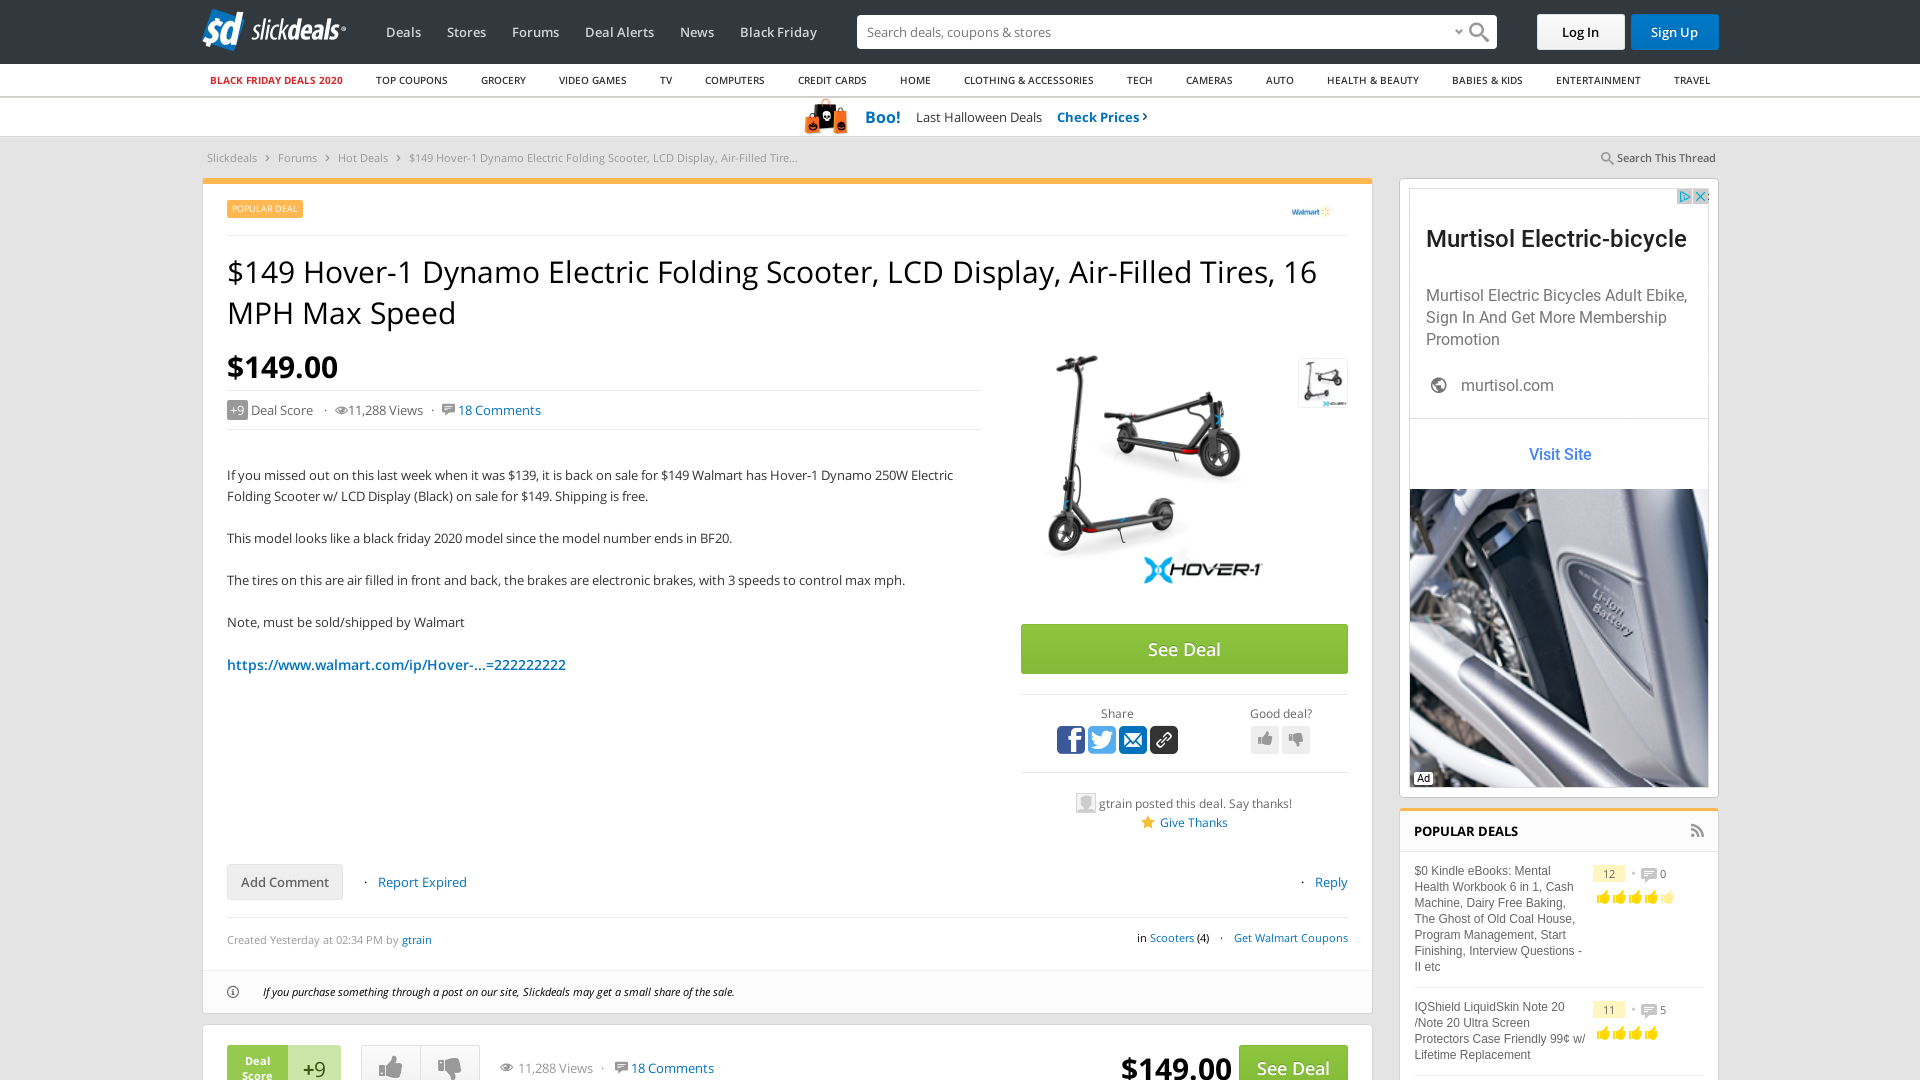 slickdeals
Deals
Stores
Forums
Deal Alerts
News
Black Friday
Search deals, coupons & stores
Log In
Sign Up
BLACK FRIDAY DEALS 2020
TOP COUPONS
GROCERY
VIDEO GAMES
TV
COMPUTERS
CREDIT CARDS
HOME
CLOTHING & ACCESSORIES
TECH
CAMERAS
AUTO
HEALTH & BEAUTY
BABIES & KIDS
ENTERTAINMENT
TRAVEL
Boo! Last Halloween Deals Check Prices ›
Slickdeals › Forums › Hot Deals › $149 Hover-1 Dynamo Electric Folding Scooter, LCD Display, Air-Filled Tire...
Search This Thread
POPULAR DEAL
Walmart
$149 Hover-1 Dynamo Electric Folding Scooter, LCD Display, Air-Filled Tires, 16
MPH Max Speed
$149.00
+9 Deal Score · 11,288 Views · 18 Comments
If you missed out on this last week when it was $139, it is back on sale for $149 Walmart has Hover-1 Dynamo 250W Electric
Folding Scooter w/ LCD Display (Black) on sale for $149. Shipping is free.
This model looks like a black friday 2020 model since the model number ends in BF20.
The tires on this are air filled in front and back, the brakes are electronic brakes, with 3 speeds to control max mph.
Note, must be sold/shipped by Walmart
https://www.walmart.com/ip/Hover-...=222222222
HOVER-1
See Deal
Share
Good deal?
gtrain posted this deal. Say thanks!
Give Thanks
Add Comment
· Report Expired
· Reply
Created Yesterday at 02:34 PM by gtrain
in Scooters (4) · Get Walmart Coupons
If you purchase something through a post on our site, Slickdeals may get a small share of the sale.
Deal
Score
+9
11,288 Views · 18 Comments
$149.00
See Deal
Murtisol Electric-bicycle
Murtisol Electric Bicycles Adult Ebike,
Sign In And Get More Membership
Promotion
murtisol.com
Visit Site
Li-Ion
Battery
Ad
POPULAR DEALS
$0 Kindle eBooks: Mental
Health Workbook 6 in 1, Cash
Machine, Dairy Free Baking,
The Ghost of Old Coal House,
Program Management, Start
Finishing, Interview Questions -
II etc
12 • 0
IQShield LiquidSkin Note 20
/Note 20 Ultra Screen
Protectors Case Friendly 99¢ w/
Lifetime Replacement
11 • 5